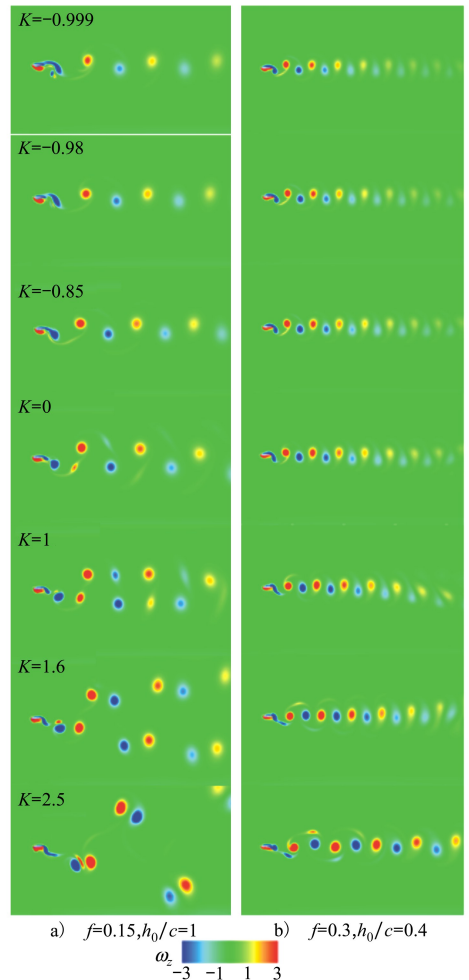 K=−0.999
K=−0.98
K=−0.85
K=0
K=1
K=1.6
K=2.5
a) f=0.15,h₀/c=1
b) f=0.3,h₀/c=0.4
ω_z
−3 −1 1 3